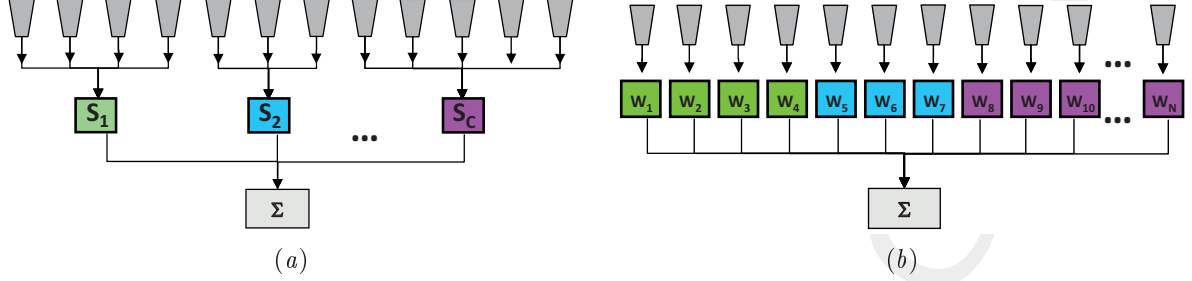 S1 S2 ... SC
Σ
(a)
W1 W2 W3 W4 W5 W6 W7 W8 W9 W10 ... WN
Σ
(b)